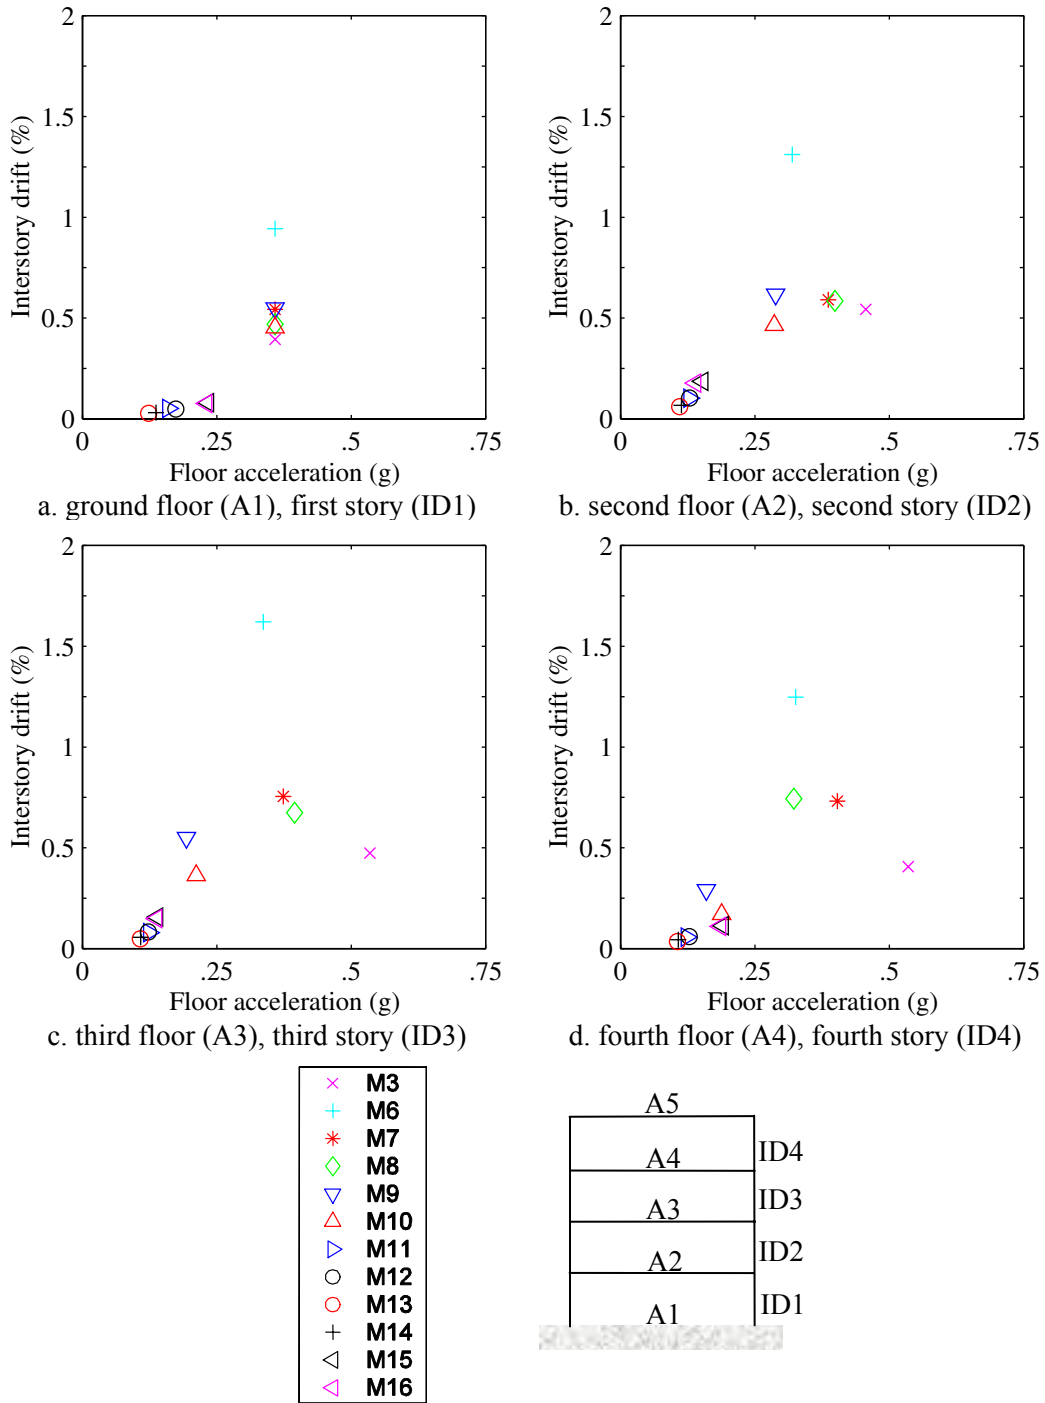 2
1.5
1
0.5
0
Interstory drift (%)
0 .25 .5 .75
Floor acceleration (g)
a. ground floor (A1), first story (ID1)
2
1.5
1
0.5
0
Interstory drift (%)
0 .25 .5 .75
Floor acceleration (g)
b. second floor (A2), second story (ID2)
2
1.5
1
0.5
0
Interstory drift (%)
0 .25 .5 .75
Floor acceleration (g)
c. third floor (A3), third story (ID3)
2
1.5
1
0.5
0
Interstory drift (%)
0 .25 .5 .75
Floor acceleration (g)
d. fourth floor (A4), fourth story (ID4)
M3
M6
M7
M8
M9
M10
M11
M12
M13
M14
M15
M16
A5
A4 ID4
A3 ID3
A2 ID2
A1 ID1